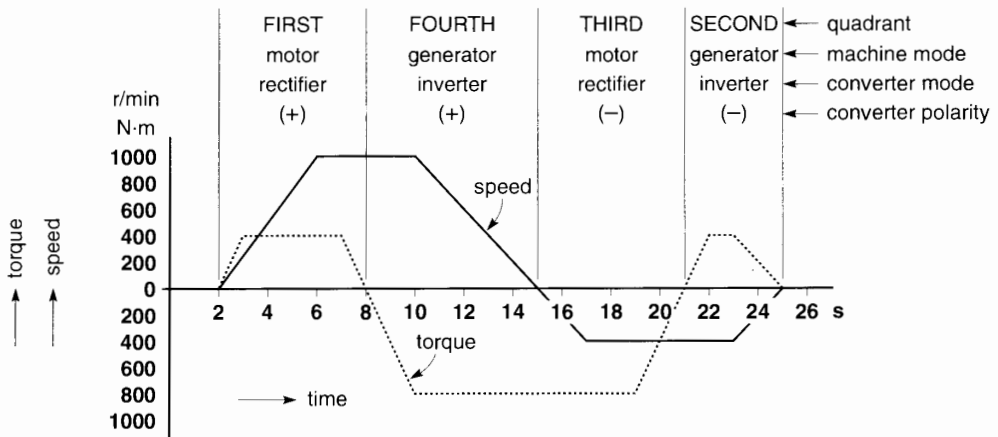 FIRST FOURTH THIRD SECOND quadrant
motor generator motor generator machine mode
rectifier inverter rectifier inverter converter mode
(+) (+) (−) (−) converter polarity
r/min
N·m
1000
800
600
400
200
0
200
400
600
800
1000
torque
speed
speed
2 4 6 8 10 12 14 16 18 20 22 24 26 s
torque
time